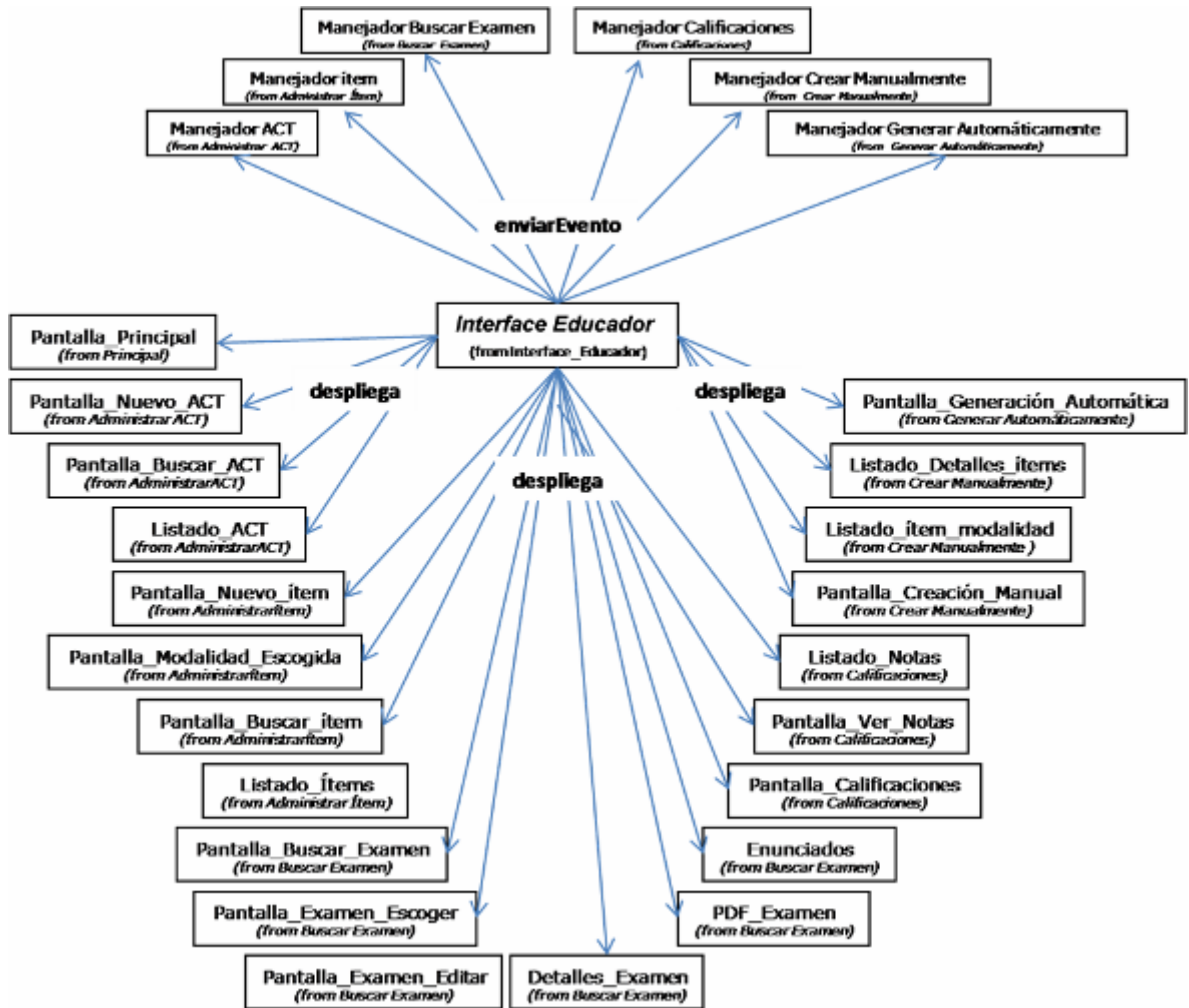 Manejador Buscar Examen
(from Buscar Examen)
Manejador Calificaciones
(from Calificaciones)
Manejador ítem
(from Administrar Ítem)
Manejador Crear Manualmente
(from Crear Manualmente)
Manejador ACT
(from Administrar ACT)
Manejador Generar Automáticamente
(from Generar Automáticamente)
enviarEvento
Interface Educador
(from Interface_Educador)
Pantalla_Principal
(from Principal)
despliega
despliega
Pantalla_Nuevo_ACT
(from Administrar ACT)
Pantalla_Generación_Automática
(from Generar Automáticamente)
Pantalla_Buscar_ACT
(from AdministrarACT)
despliega
Listado_Detalles_ítems
(from Crear Manualmente)
Listado_ACT
(from AdministrarACT)
Listado_ítem_modalidad
(from Crear Manualmente )
Pantalla_Nuevo_ítem
(from AdministrarÍtem)
Pantalla_Creación_Manual
(from Crear Manualmente)
Pantalla_Modalidad_Escogida
(from AdministrarÍtem)
Listado_Notas
(from Calificaciones)
Pantalla_Buscar_ítem
(from AdministrarÍtem)
Pantalla_Ver_Notas
(from Calificaciones)
Listado_Ítems
(from Administrar Ítem)
Pantalla_Calificaciones
(from Calificaciones)
Pantalla_Buscar_Examen
(from Buscar Examen)
Enunciados
(from Buscar Examen)
Pantalla_Examen_Escoger
(from Buscar Examen)
PDF_Examen
(from Buscar Examen)
Pantalla_Examen_Editar
(from Buscar Examen)
Detalles_Examen
(from Buscar Examen)